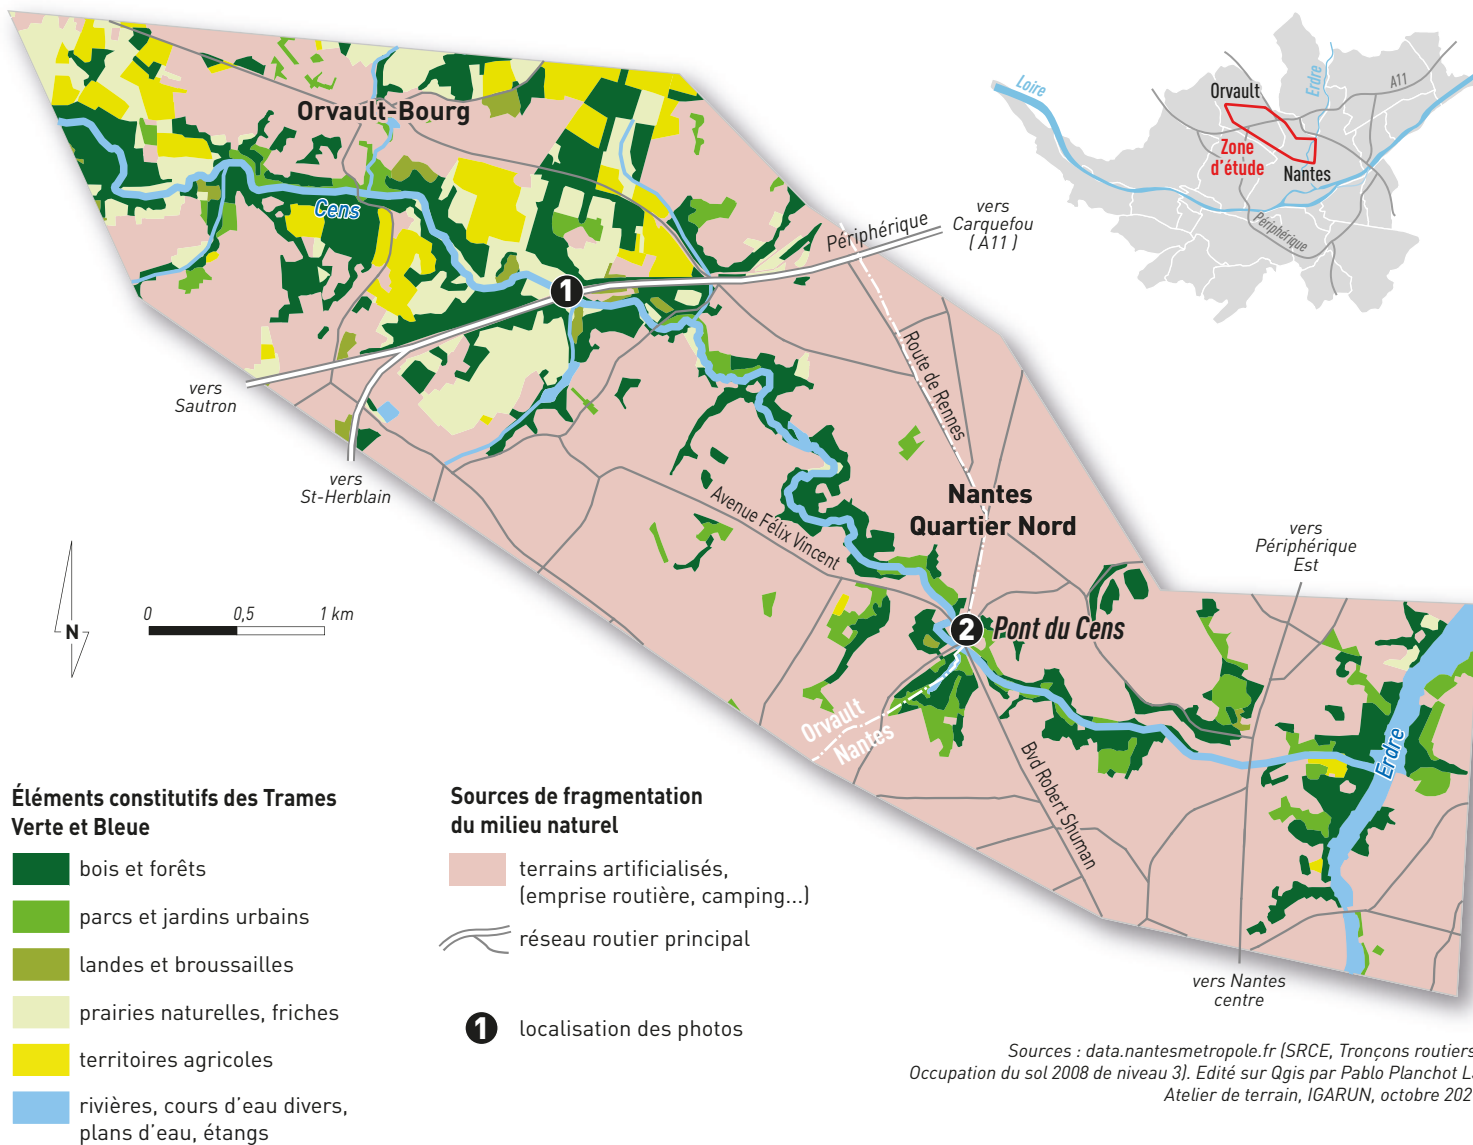 Orvault-Bourg
Cens
Périphérique
vers
Carquefou
(A11)
Loire
Orvault
Erdre
A11
Zone
d'étude
Nantes
Périphérique
1
vers
Sautron
vers
St-Herblain
Route de Rennes
Avenue Félix Vincent
Nantes
Quartier Nord
vers
Périphérique
Est
N
0 0,5 1 km
2
Pont du Cens
Orvault
Nantes
Bvd Robert Shuman
Erdre
vers Nantes
centre
Éléments constitutifs des Trames
Verte et Bleue
bois et forêts
parcs et jardins urbains
landes et broussailles
prairies naturelles, friches
territoires agricoles
rivières, cours d'eau divers,
plans d'eau, étangs
Sources de fragmentation
du milieu naturel
terrains artificialisés,
(emprise routière, camping...)
réseau routier principal
1 localisation des photos
Sources : data.nantesmetropole.fr (SRCE, Tronçons routiers
Occupation du sol 2008 de niveau 3). Edité sur Qgis par Pablo Planchot
Atelier de terrain, IGARUN, octobre